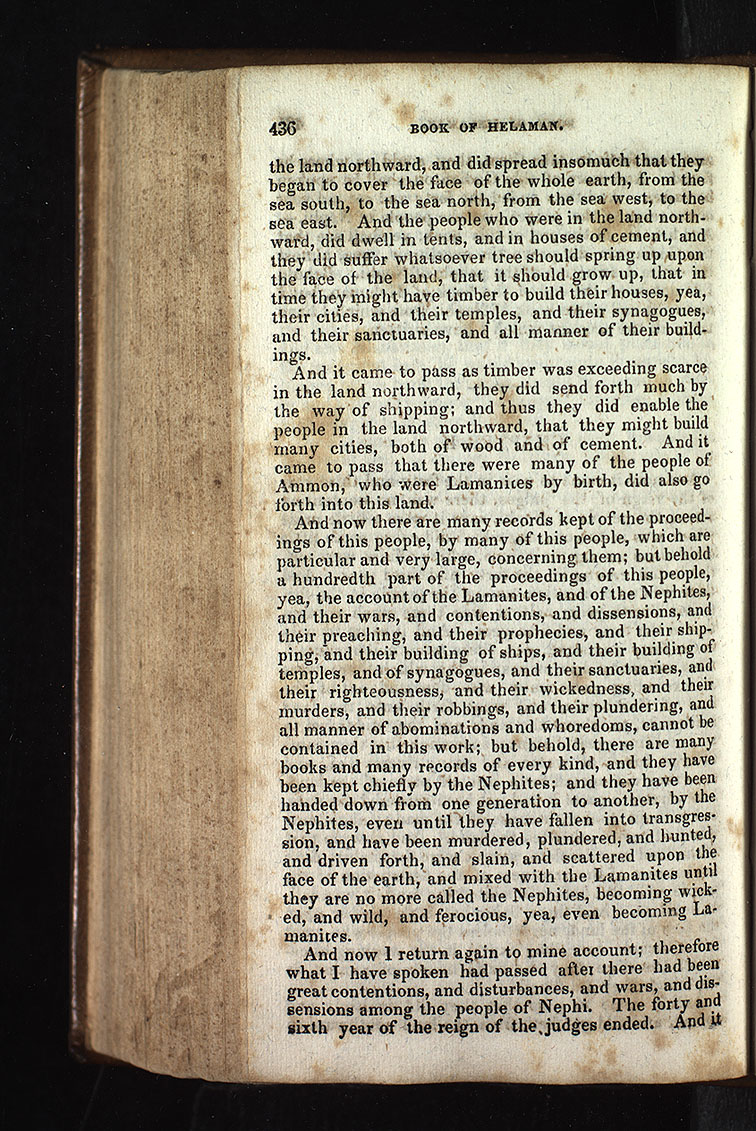 436
BOOK OF HELAMAN.
the land northward, and did spread insomuch that they
began to cover the face of the whole earth, from the
sea south, to the sea north, from the sea west, to the
sea east. And the people who were in the land north-
ward, did dwell in tents, and in houses of cement, and
they did suffer whatsoever tree should spring up upon
the face of the land, that it should grow up, that in
time they might have timber to build their houses, yea,
their cities, and their temples, and their synagogues,
and their sanctuaries, and all manner of their build-
ings.
And it came to pass as timber was exceeding scarce
in the land northward, they did send forth much by
the way of shipping; and thus they did enable the
people in the land northward, that they might build
many cities, both of wood and of cement. And it
came to pass that there were many of the people of
Ammon, who were Lamanites by birth, did also go
forth into this land.
And now there are many records kept of the proceed-
ings of this people, by many of this people, which are
particular and very large, concerning them; but behold
a hundredth part of the proceedings of this people,
yea, the account of the Lamanites, and of the Nephites,
and their wars, and contentions, and dissensions, and
their preaching, and their prophecies, and their ship-
ping, and their building of ships, and their building of
temples, and of synagogues, and their sanctuaries, and
their righteousness, and their wickedness, and their
murders, and their robbings, and their plundering, and
all manner of abominations and whoredoms, cannot be
contained in this work; but behold, there are many
books and many records of every kind, and they have
been kept chiefly by the Nephites; and they have been
handed down from one generation to another, by the
Nephites, even until they have fallen into transgres-
sion, and have been murdered, plundered, and hunted,
and driven forth, and slain, and scattered upon the
face of the earth, and mixed with the Lamanites until
they are no more called the Nephites, becoming wick-
ed, and wild, and ferocious, yea, even becoming La-
manites.
And now I return again to mine account; therefore
what I have spoken had passed after there had been
great contentions, and disturbances, and wars, and dis-
sensions among the people of Nephi. The forty and
sixth year of the reign of the judges ended. And it